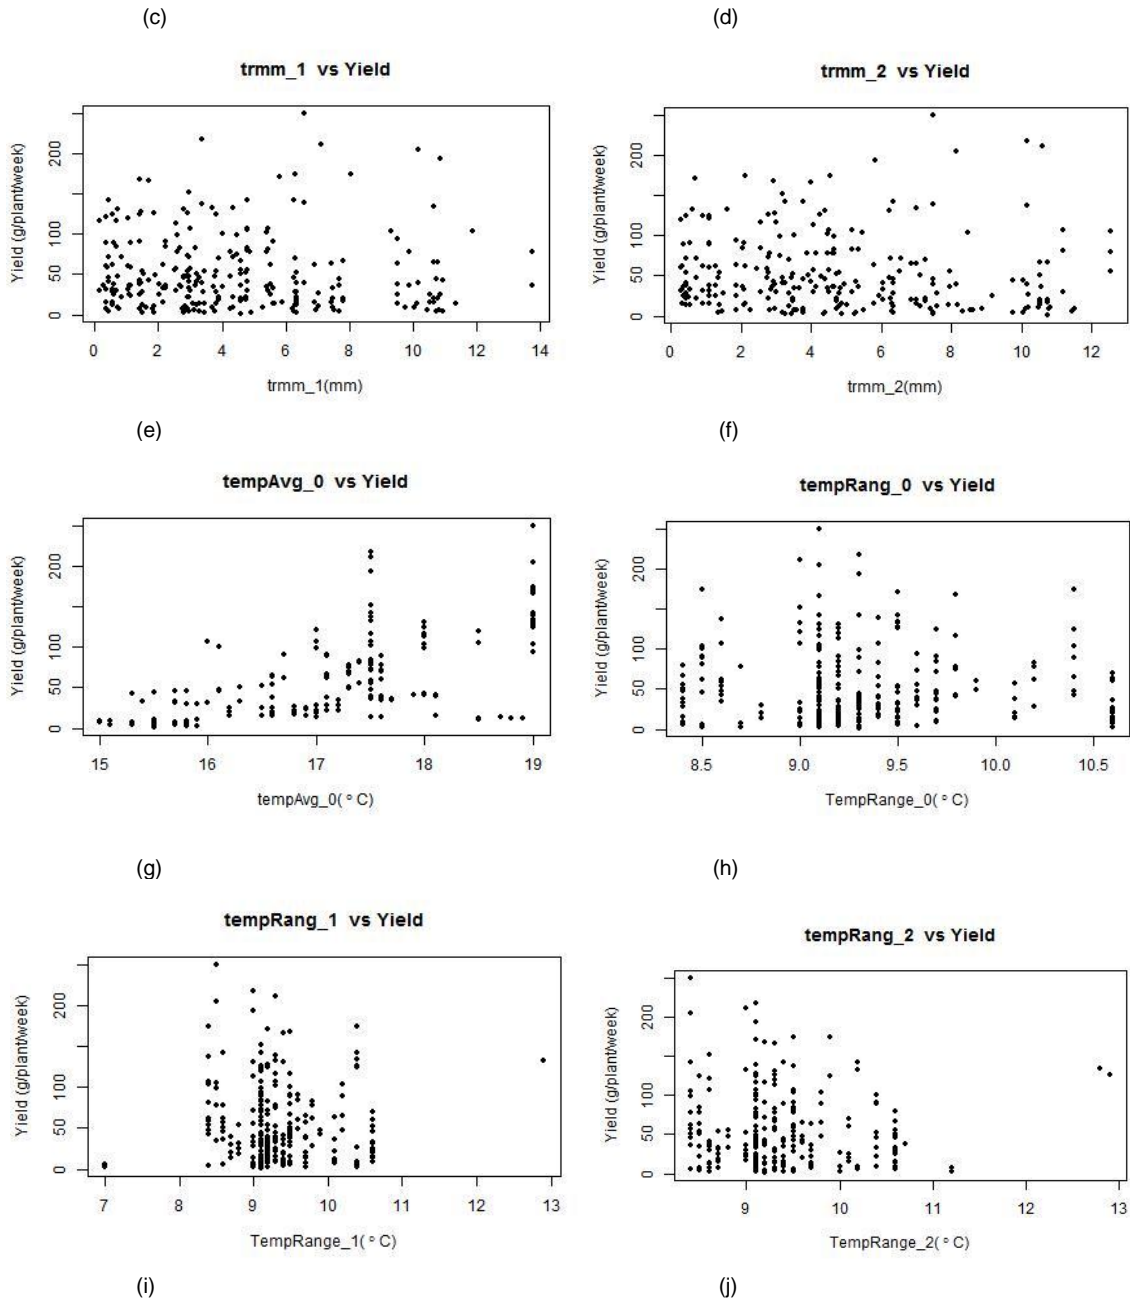 (c)
(d)
trmm_1 vs Yield
Yield (g/plant/week)
0 50 100 200
0 2 4 6 8 10 12 14
trmm_1(mm)
trmm_2 vs Yield
Yield (g/plant/week)
0 50 100 200
0 2 4 6 8 10 12
trmm_2(mm)
(e)
(f)
tempAvg_0 vs Yield
Yield (g/plant/week)
0 50 100 200
15 16 17 18 19
tempAvg_0(°C)
tempRang_0 vs Yield
Yield (g/plant/week)
0 50 100 200
8.5 9.0 9.5 10.0 10.5
TempRange_0(°C)
(g)
(h)
tempRang_1 vs Yield
Yield (g/plant/week)
0 50 100 200
7 8 9 10 11 12 13
TempRange_1(°C)
tempRang_2 vs Yield
Yield (g/plant/week)
0 50 100 200
9 10 11 12 13
TempRange_2(°C)
(i)
(j)